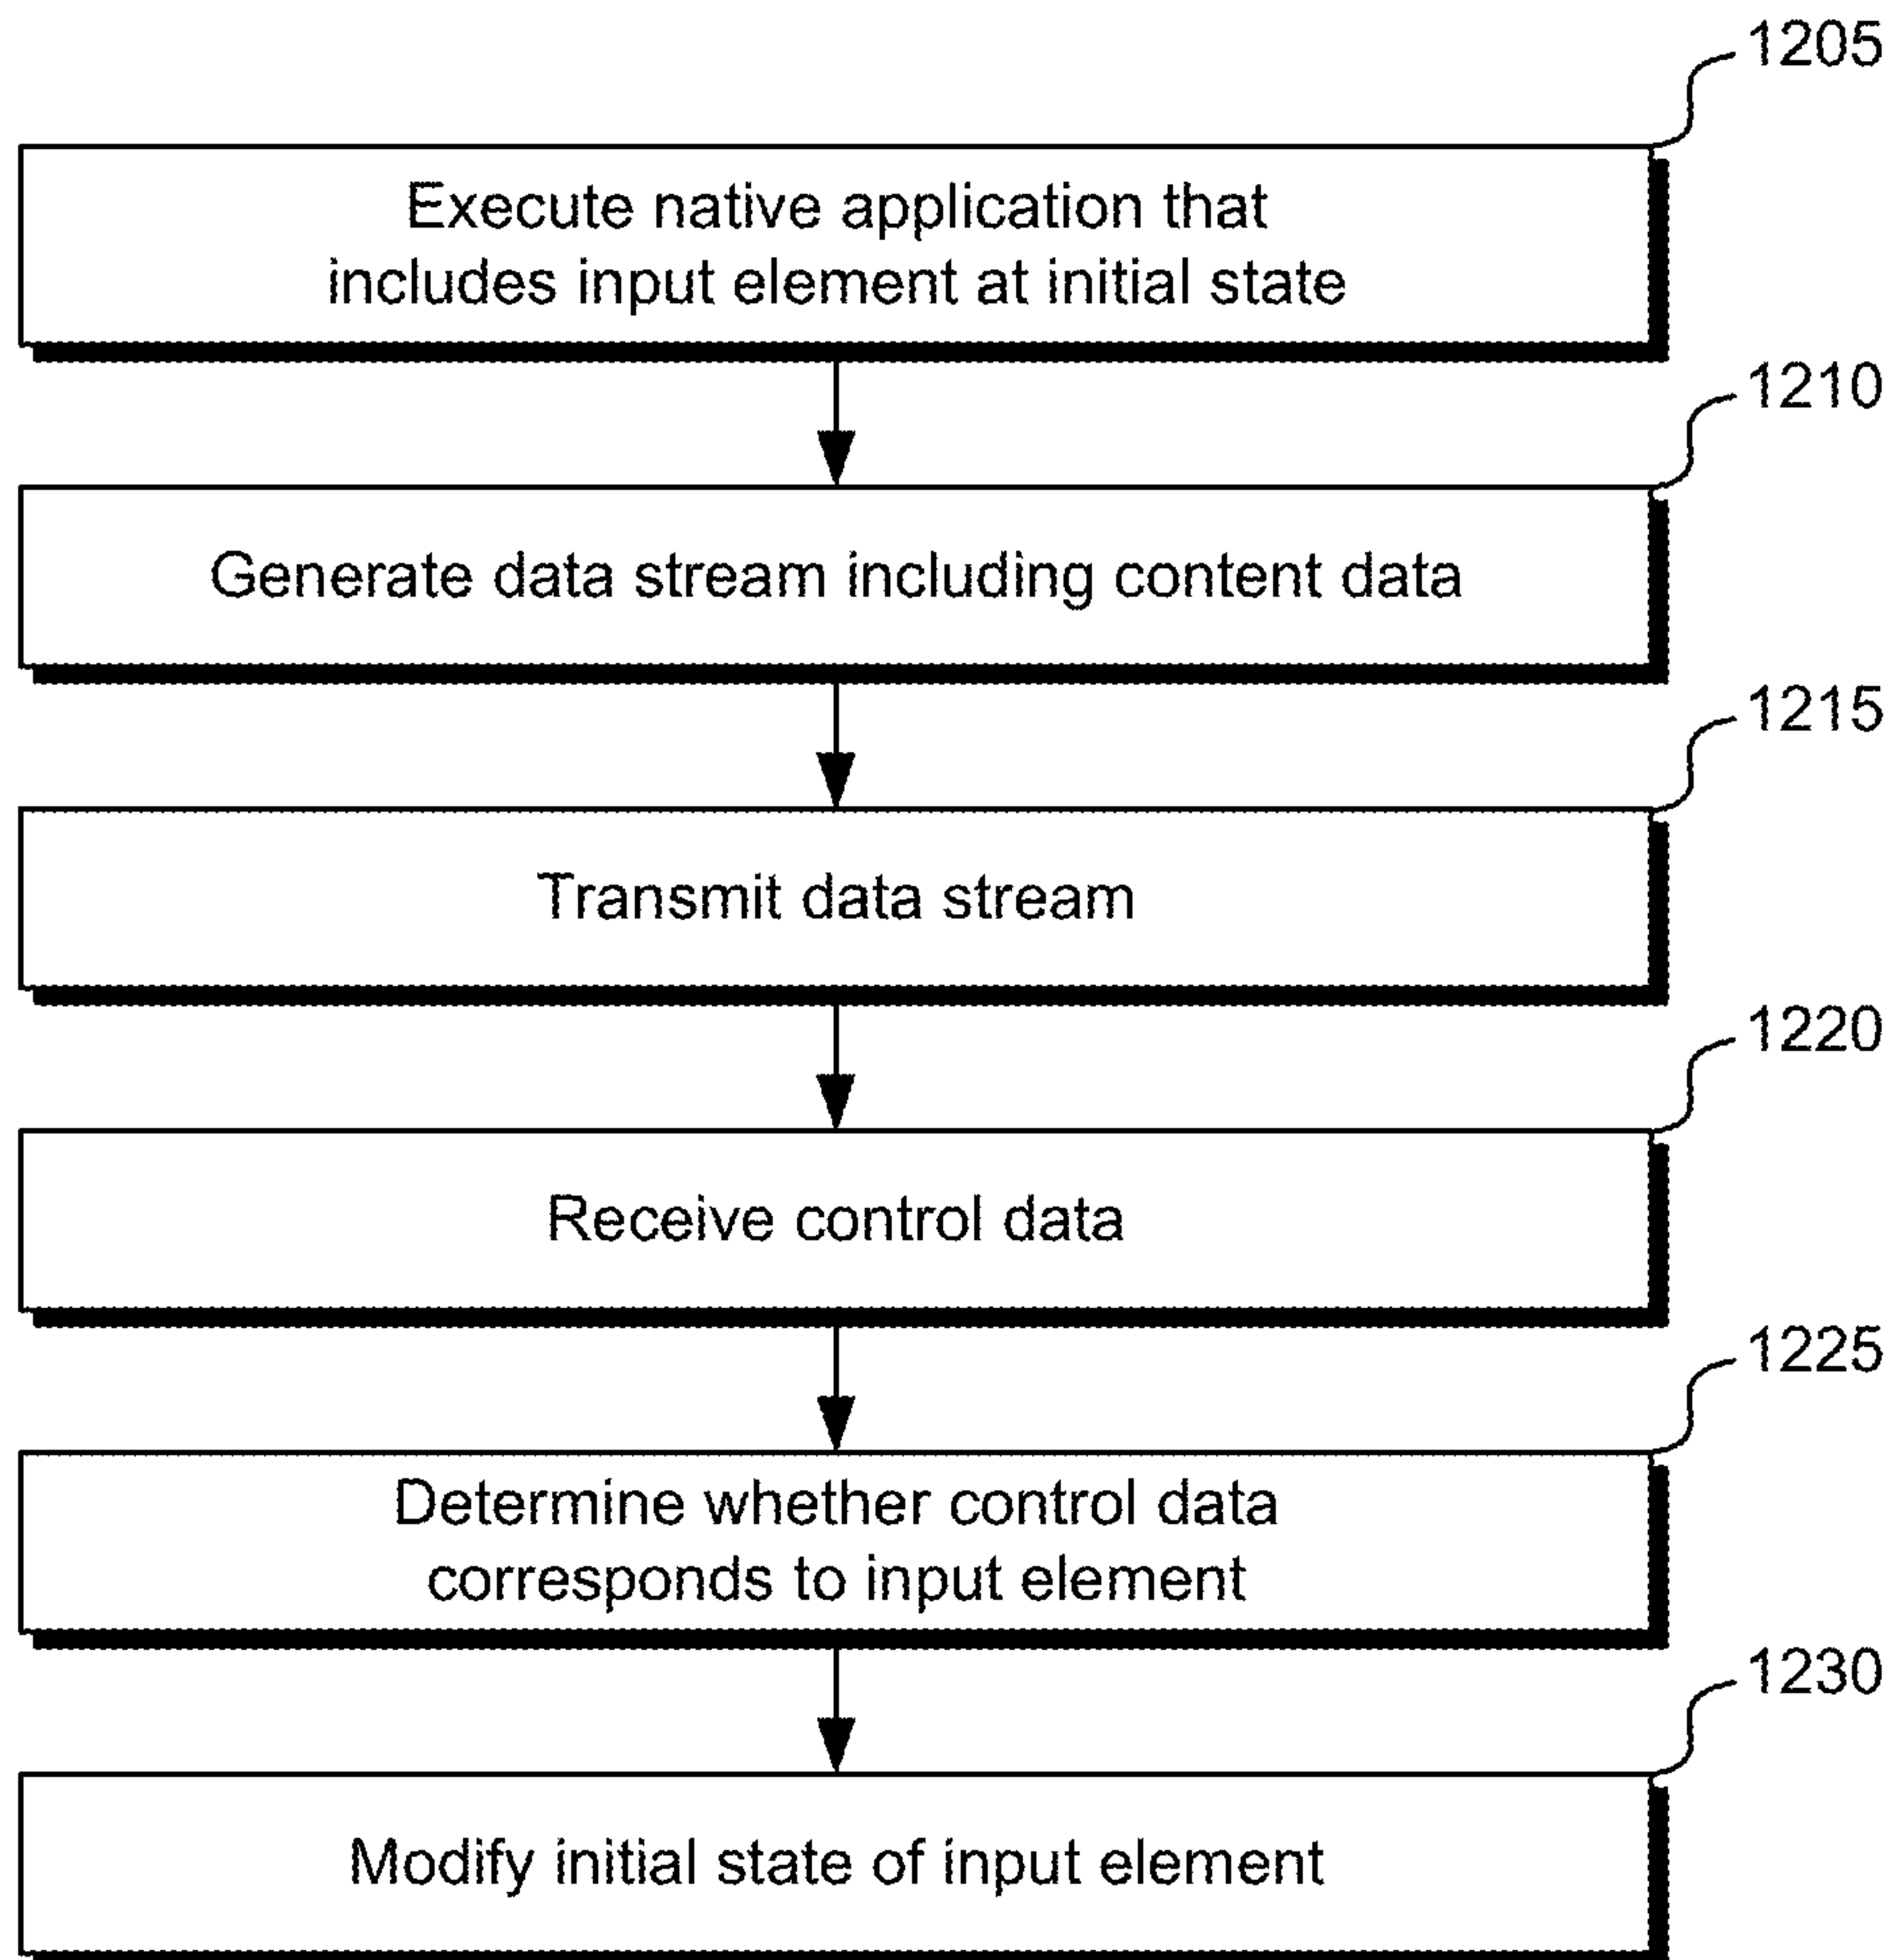 1205
Execute native application that
includes input element at initial state
1210
Generate data stream including content data
1215
Transmit data stream
1220
Receive control data
1225
Determine whether control data
corresponds to input element
1230
Modify initial state of input element